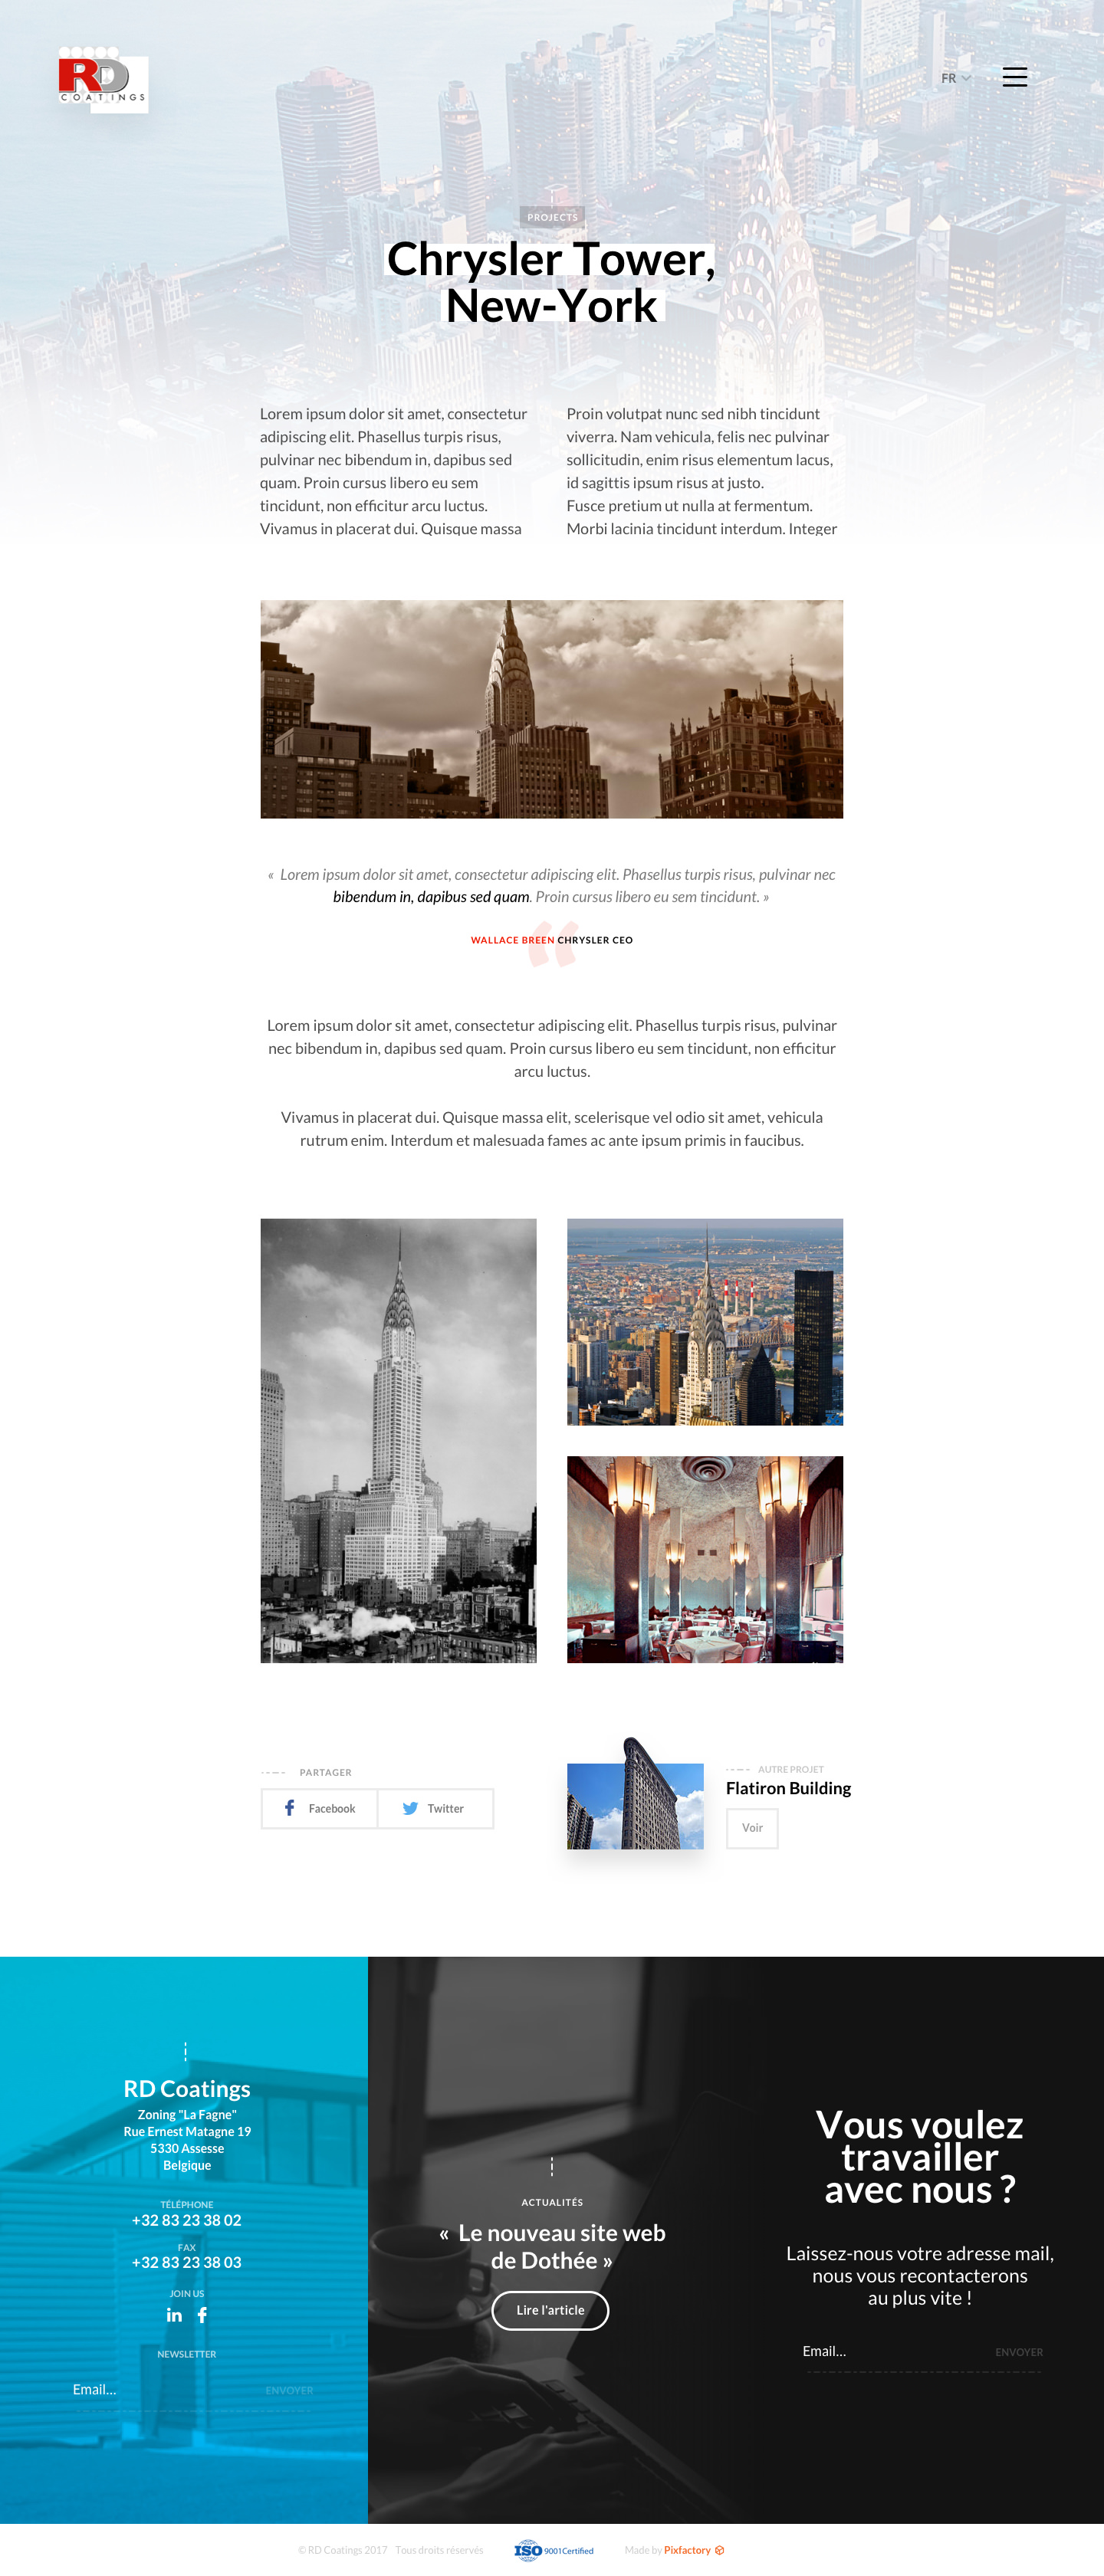 RD
COATINGS
FR
PROJECTS
Chrysler Tower,
New-York
Lorem ipsum dolor sit amet, consectetur
adipiscing elit. Phasellus turpis risus,
pulvinar nec bibendum in, dapibus sed
quam. Proin cursus libero eu sem
tincidunt, non efficitur arcu luctus.
Vivamus in placerat dui. Quisque massa
Proin volutpat nunc sed nibh tincidunt
viverra. Nam vehicula, felis nec pulvinar
sollicitudin, enim risus elementum lacus,
id sagittis ipsum risus at justo.
Fusce pretium ut nulla at fermentum.
Morbi lacinia tincidunt interdum. Integer
« Lorem ipsum dolor sit amet, consectetur adipiscing elit. Phasellus turpis risus, pulvinar nec
bibendum in, dapibus sed quam. Proin cursus libero eu sem tincidunt. »
WALLACE BREEN CHRYSLER CEO
Lorem ipsum dolor sit amet, consectetur adipiscing elit. Phasellus turpis risus, pulvinar
nec bibendum in, dapibus sed quam. Proin cursus libero eu sem tincidunt, non efficitur
arcu luctus.
Vivamus in placerat dui. Quisque massa elit, scelerisque vel odio sit amet, vehicula
rutrum enim. Interdum et malesuada fames ac ante ipsum primis in faucibus.
PARTAGER
Facebook
Twitter
AUTRE PROJET
Flatiron Building
Voir
RD Coatings
Zoning "La Fagne"
Rue Ernest Matagne 19
5330 Assesse
Belgique
TÉLÉPHONE
+32 83 23 38 02
FAX
+32 83 23 38 03
JOIN US
NEWSLETTER
Email...
ENVOYER
ACTUALITÉS
« Le nouveau site web
de Dothée »
Lire l'article
Vous voulez
travailler
avec nous ?
Laissez-nous votre adresse mail,
nous vous recontacterons
au plus vite !
Email...
ENVOYER
© RD Coatings 2017 Tous droits réservés
ISO 9001Certified
Made by Pixfactory